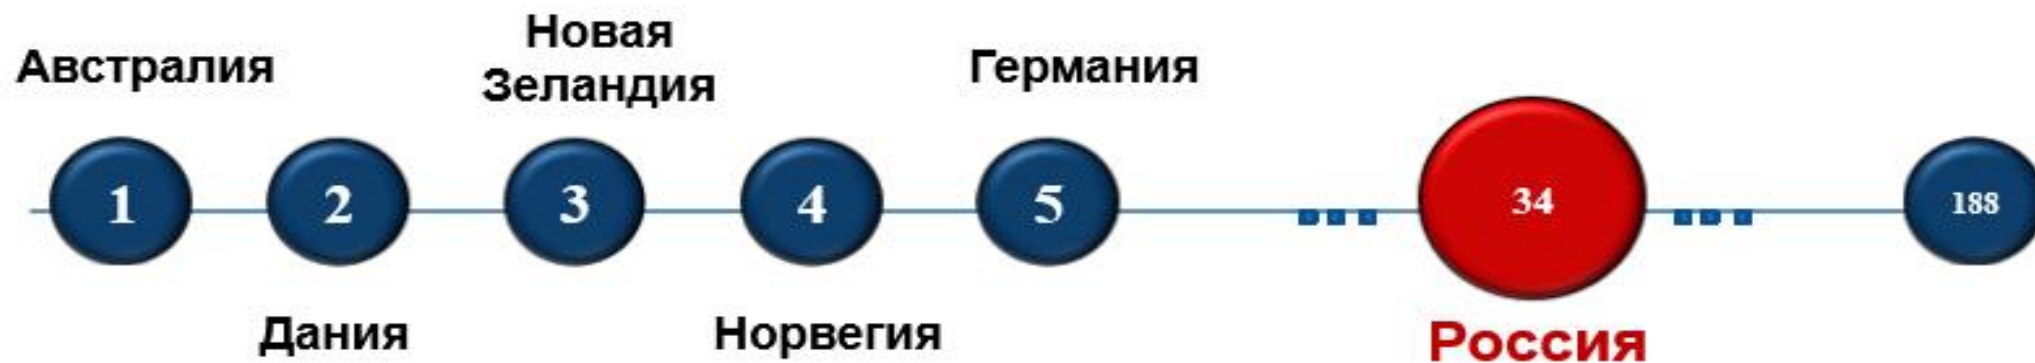 Австралия
Новая
Зеландия
Германия
1
2
3
4
5
34
188
Дания
Норвегия
Россия